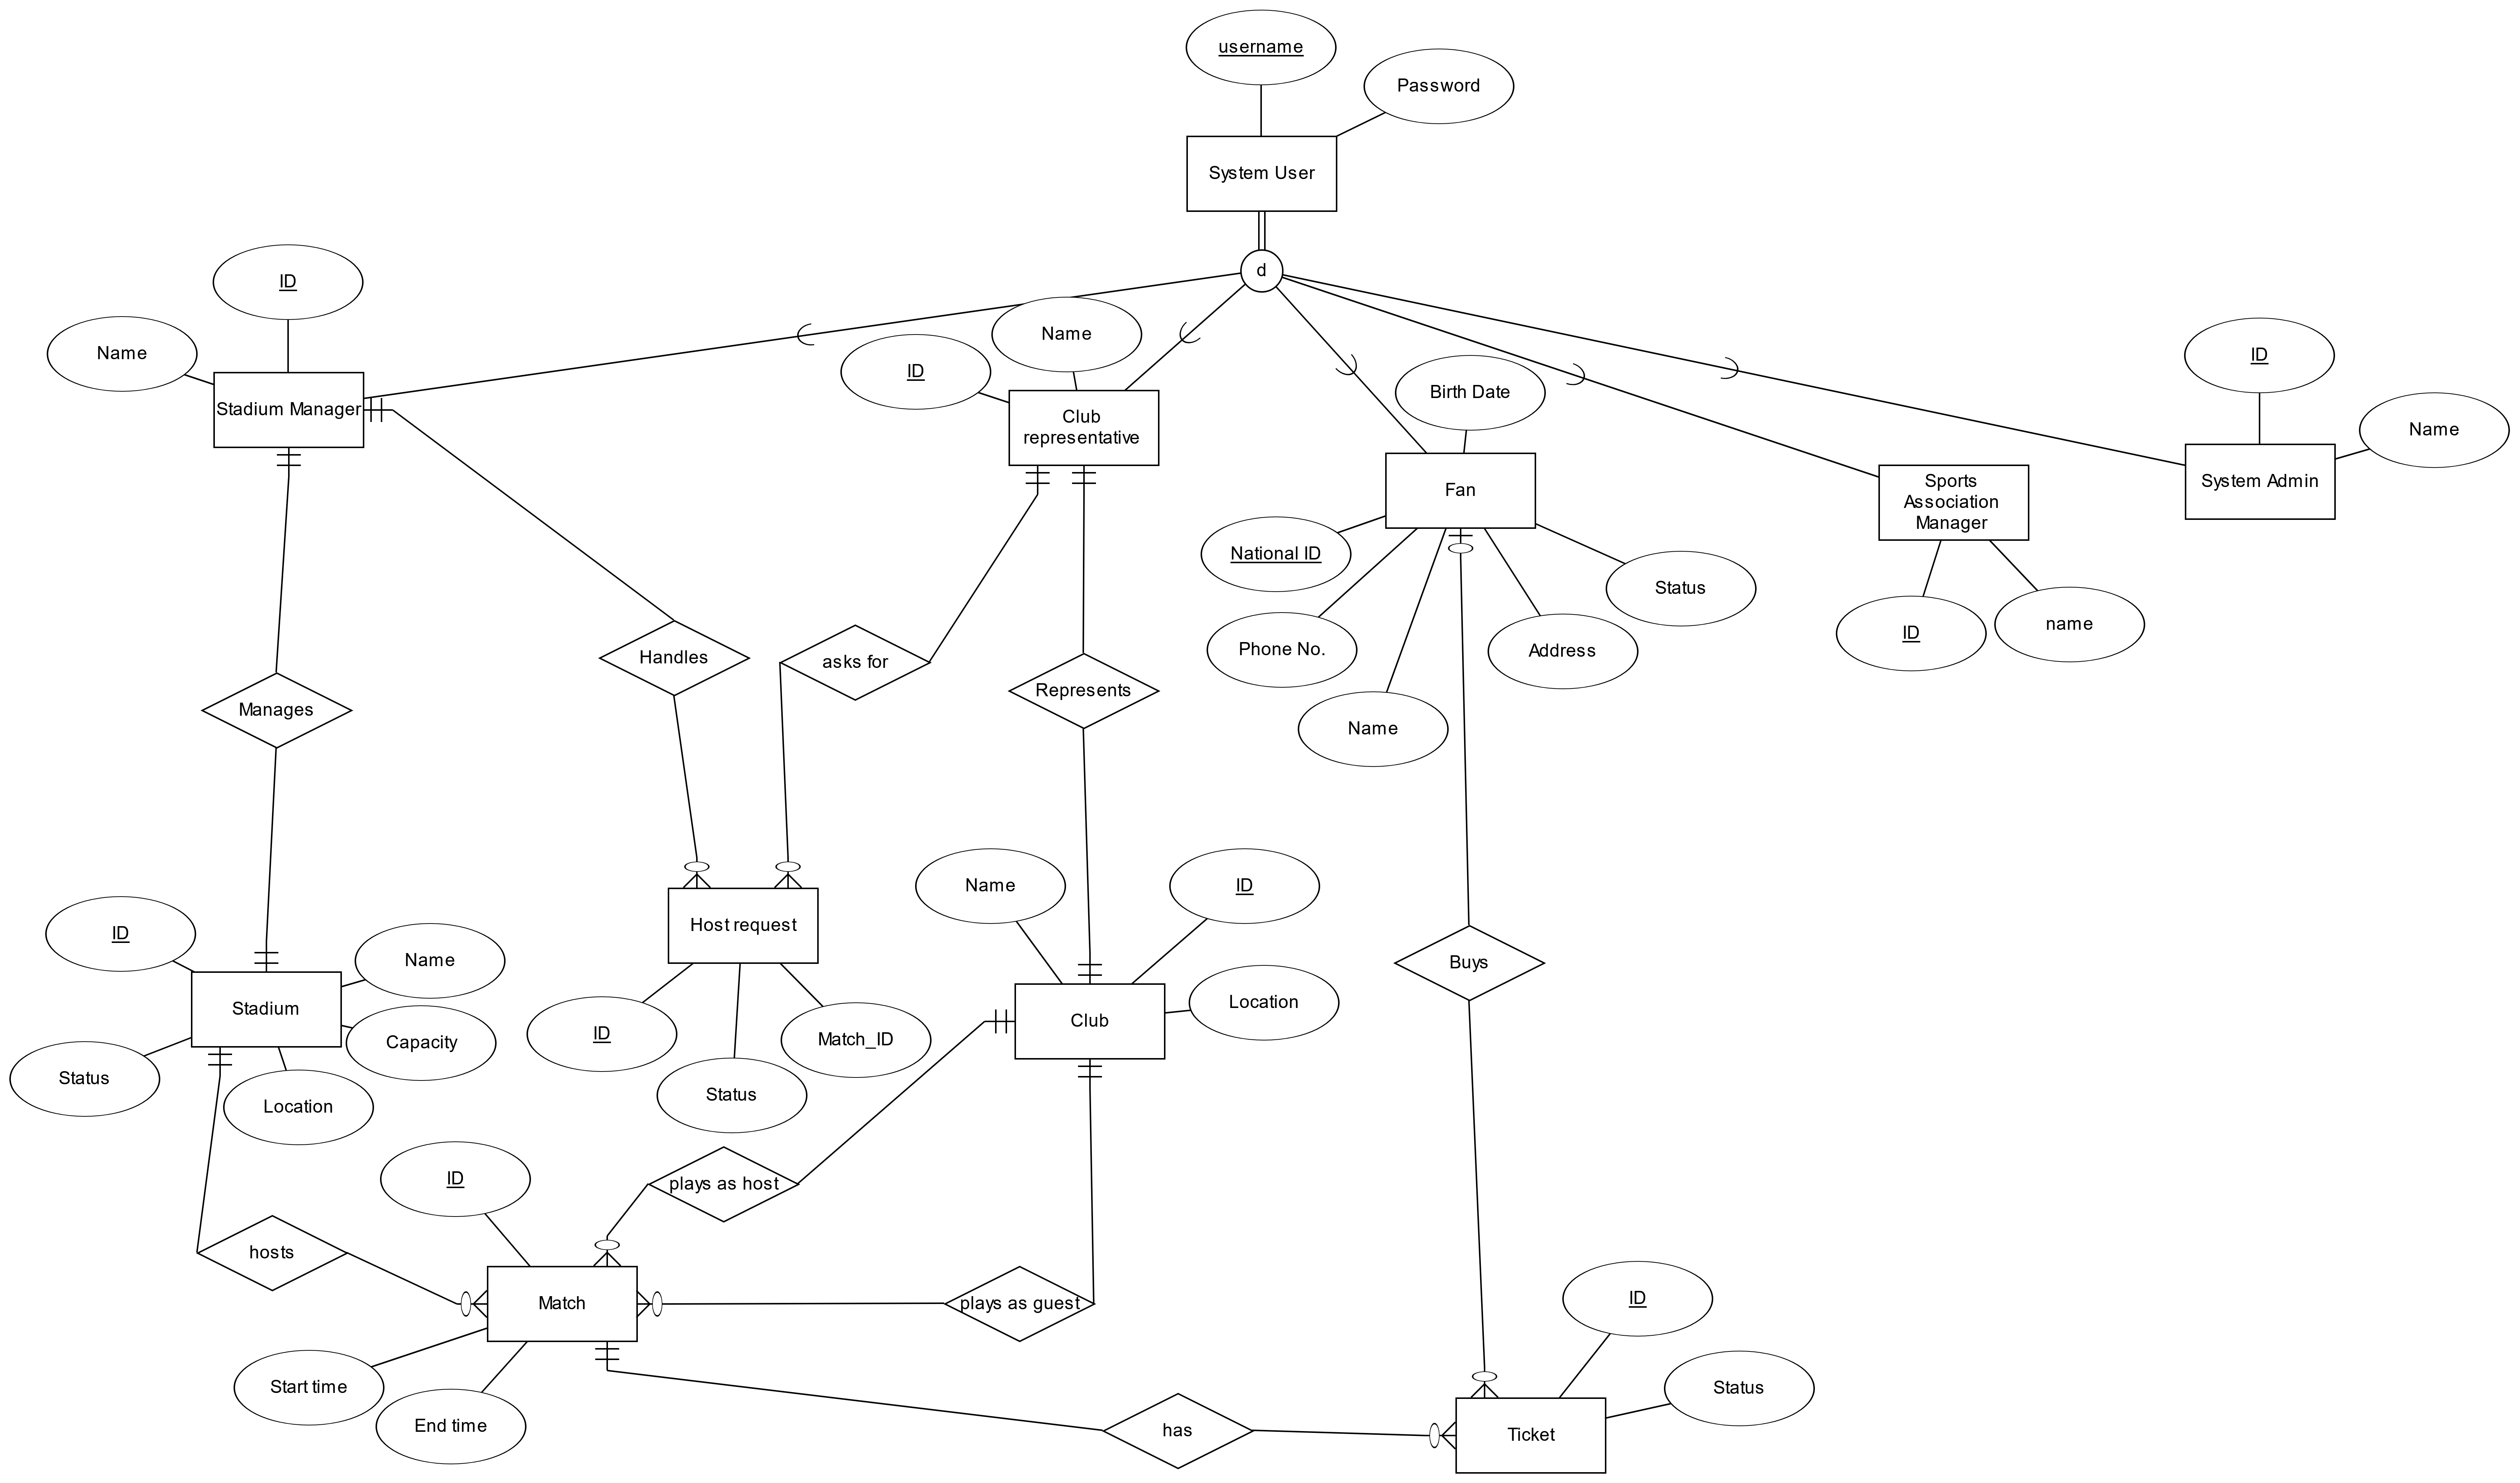 username
Password
System User
d
ID
Name
Stadium Manager
Name
ID
Club
representative
Birth Date
Fan
National ID
Phone No.
Name
Address
Status
Sports
Association
Manager
ID
name
ID
Name
System Admin
Manages
Handles
asks for
Represents
Buys
ID
Name
Stadium
Capacity
Status
Location
Host request
ID
Status
Match_ID
Name
ID
Club
Location
hosts
ID
plays as host
plays as guest
Match
Start time
End time
has
ID
Status
Ticket